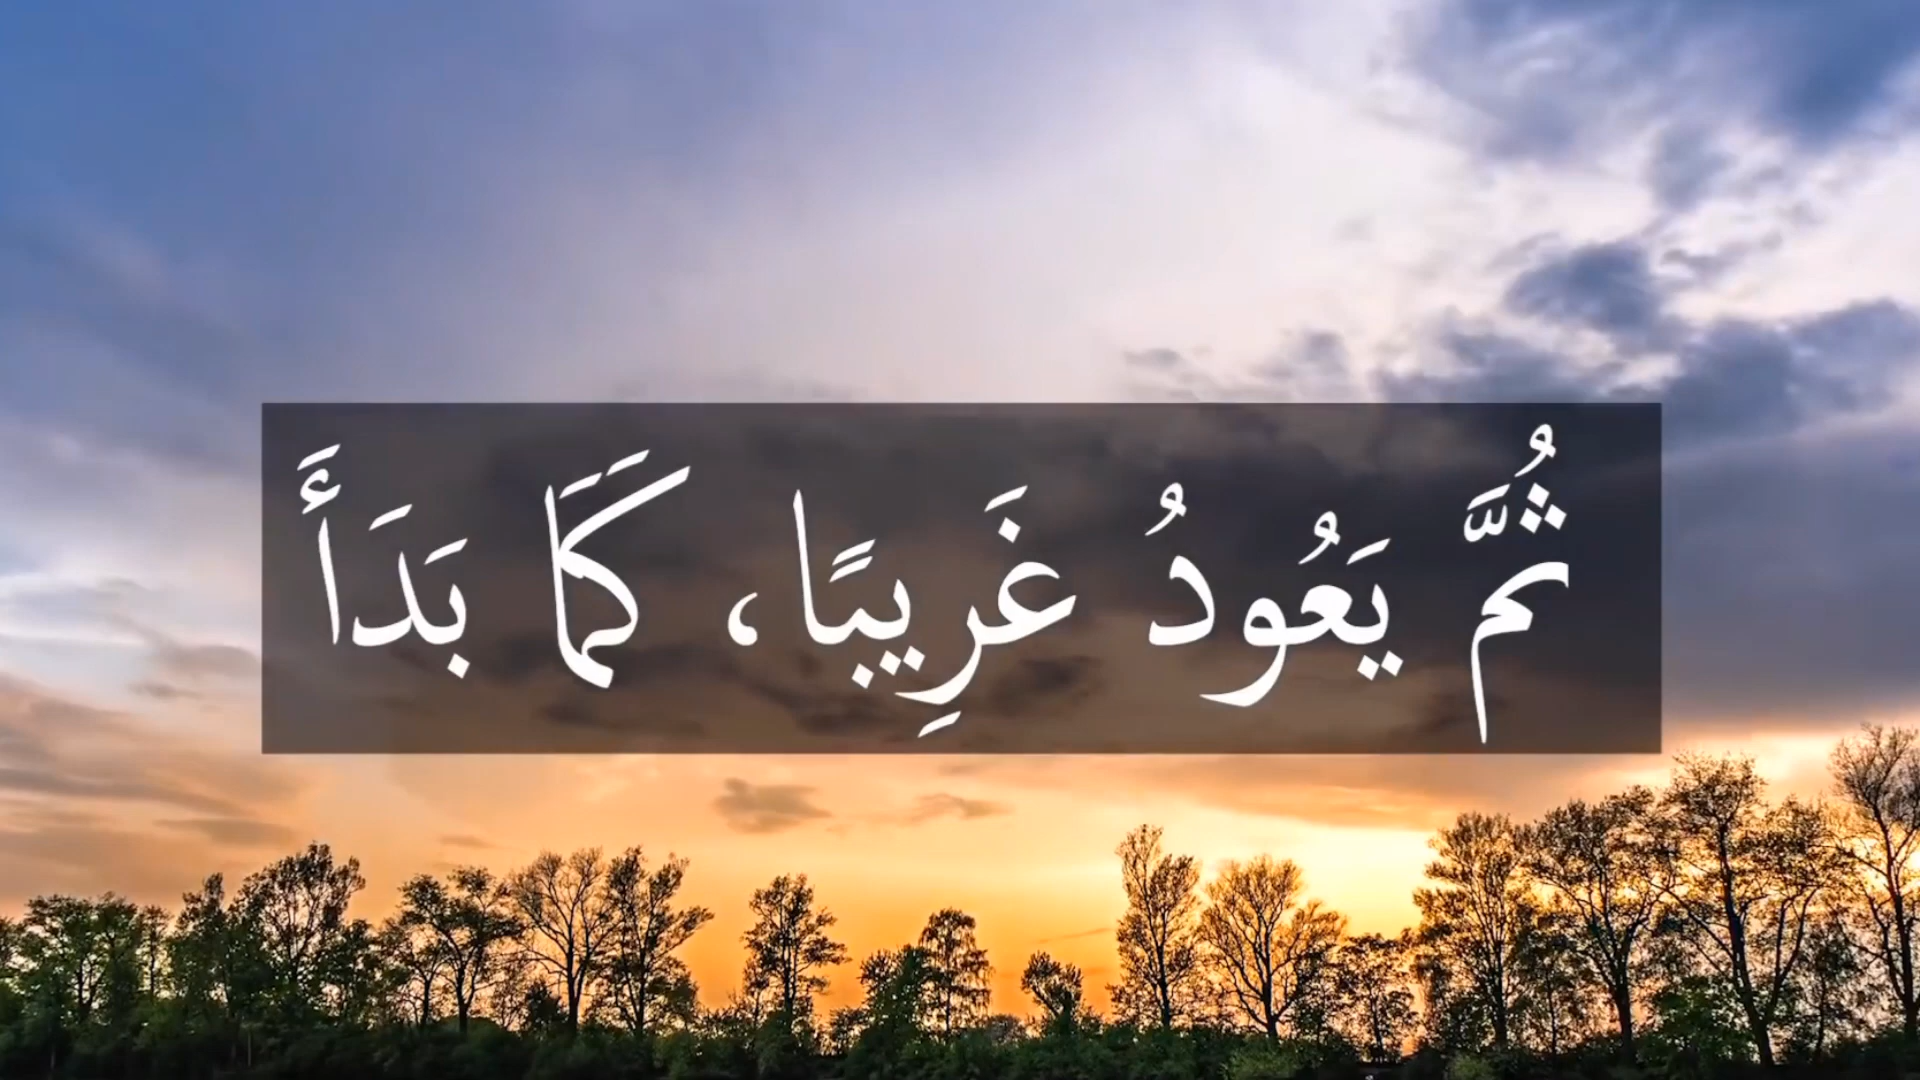 ثُمَّ يَعُودُ غَرِيبًا، كَمَا بَدَأَ